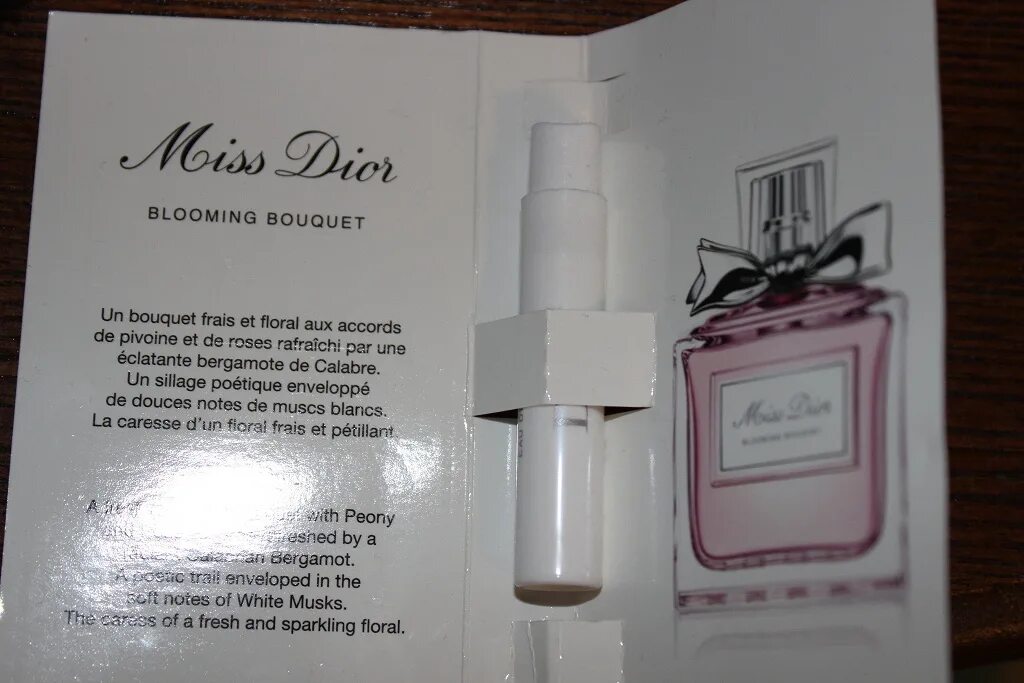 Miss Dior
BLOOMING BOUQUET
Un bouquet frais et floral aux accords
de pivoine et de roses rafraîchi par une
éclatante bergamote de Calabre.
Un sillage poétique enveloppé
de douces notes de muscs blancs.
La caresse d'un floral frais et pétillant.
A with Peony
and by a
Bergamot.
A poetic trail enveloped in the
soft notes of White Musks.
The caress of a fresh and sparkling floral.
EAU
Miss Dior
BLOOMING BOUQUET